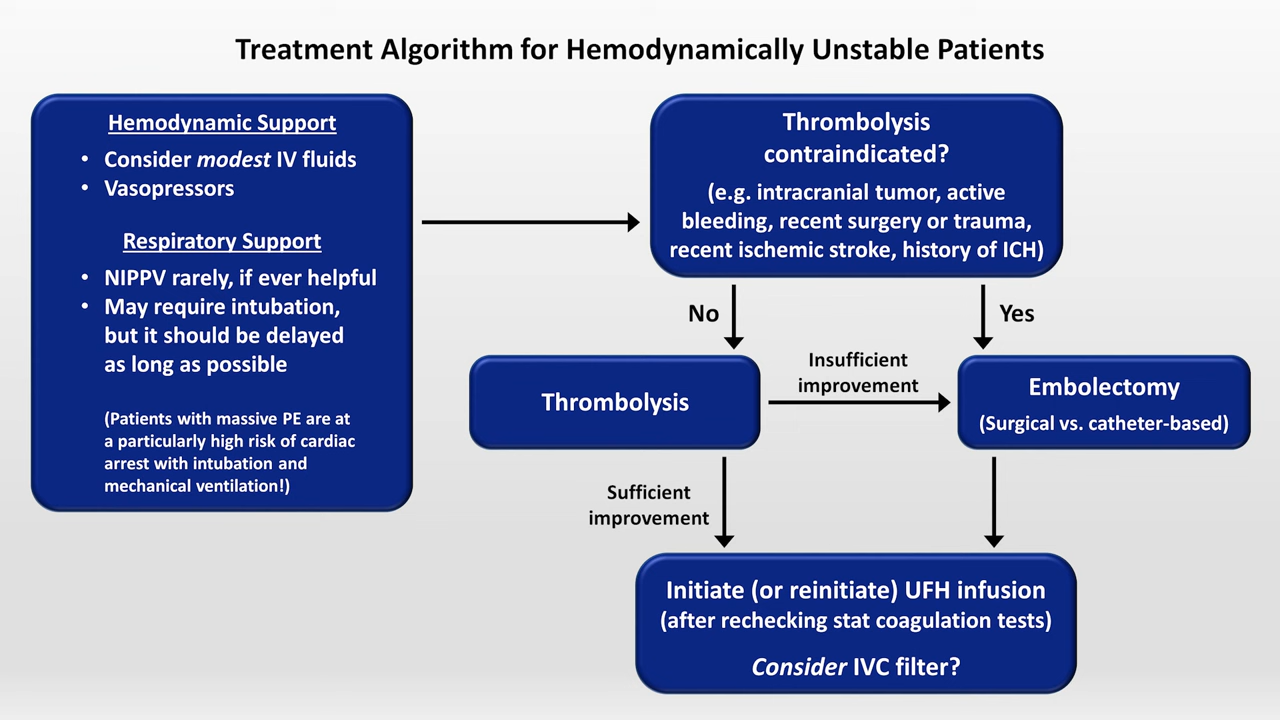 Treatment Algorithm for Hemodynamically Unstable Patients
Hemodynamic Support
• Consider modest IV fluids
• Vasopressors
Respiratory Support
• NIPPV rarely, if ever helpful
• May require intubation,
but it should be delayed
as long as possible
(Patients with massive PE are at
a particularly high risk of cardiac
arrest with intubation and
mechanical ventilation!)
Thrombolysis
contraindicated?
(e.g. intracranial tumor, active
bleeding, recent surgery or trauma,
recent ischemic stroke, history of ICH)
No
Yes
Thrombolysis
Insufficient
improvement
Embolectomy
(Surgical vs. catheter-based)
Sufficient
improvement
Initiate (or reinitiate) UFH infusion
(after rechecking stat coagulation tests)
Consider IVC filter?